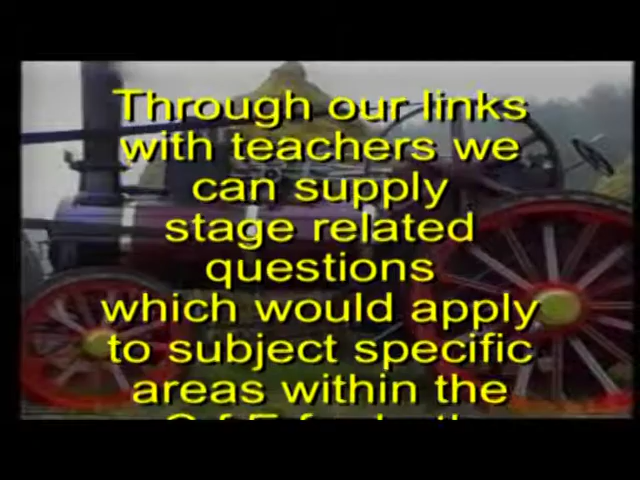 Through our links
with teachers we
can supply
stage related
questions
which would apply
to subject specific
areas within the